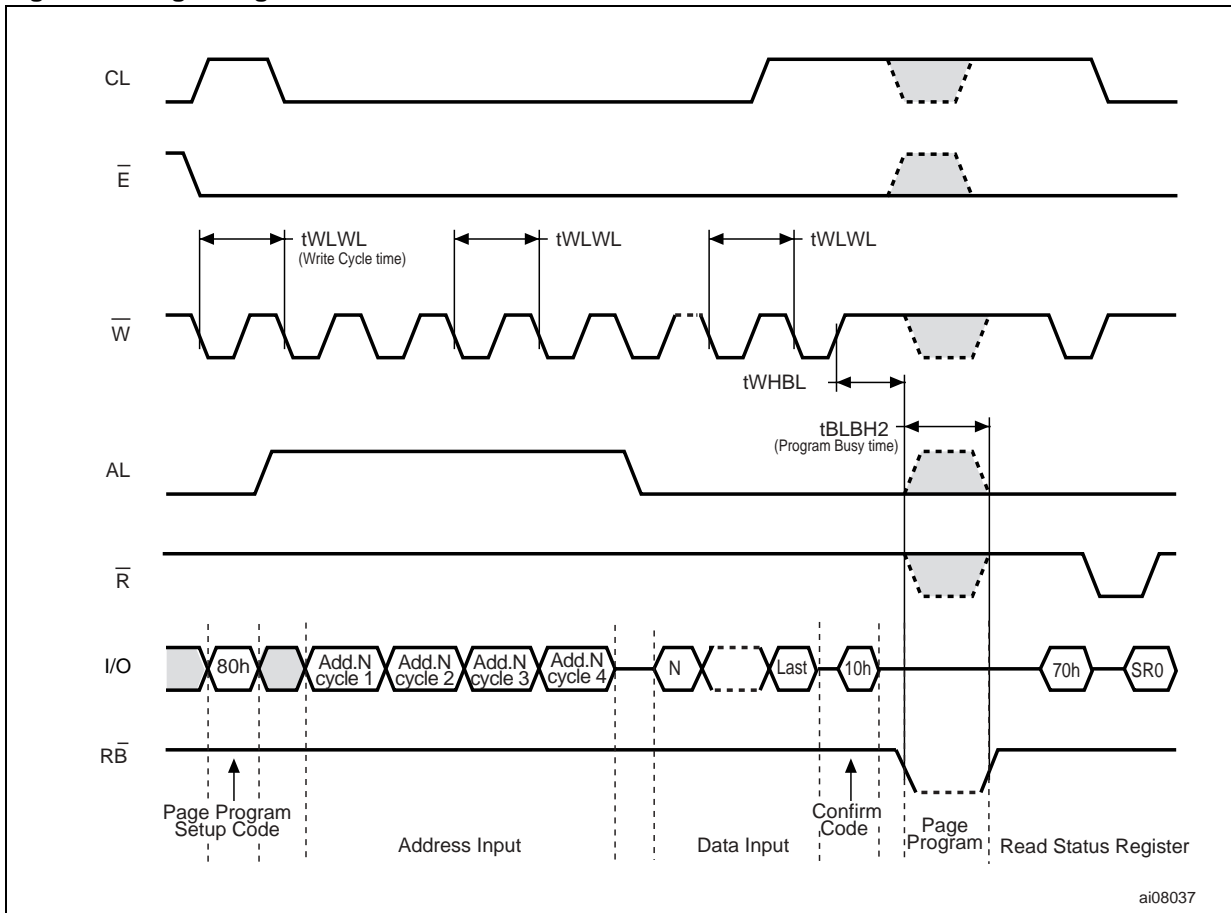 CL
E
tWLWL
(Write Cycle time)
tWLWL
tWLWL
W
tWHBL
tBLBH2
(Program Busy time)
AL
R
I/O
80h
Add.N
cycle 1
Add.N
cycle 2
Add.N
cycle 3
Add.N
cycle 4
N
Last
10h
70h
SR0
RB
Page Program
Setup Code
Address Input
Data Input
Confirm
Code
Page
Program
Read Status Register
ai08037